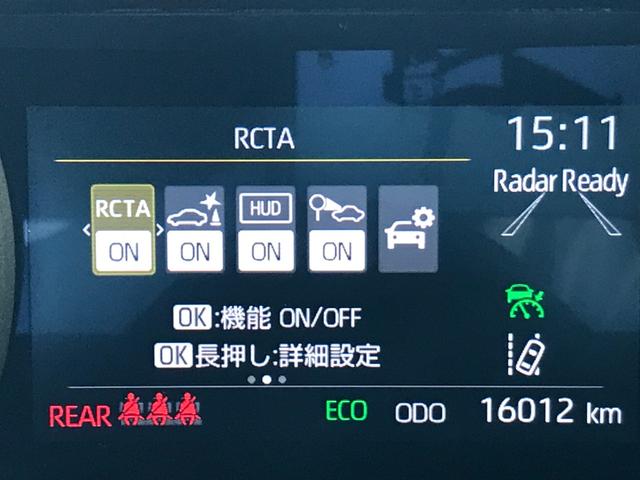 RCTA
15:11
Radar Ready
RCTA
HUD
ON ON ON ON
OK:機能 ON/OFF
OK長押し:詳細設定
REAR ECO ODO 16012 km